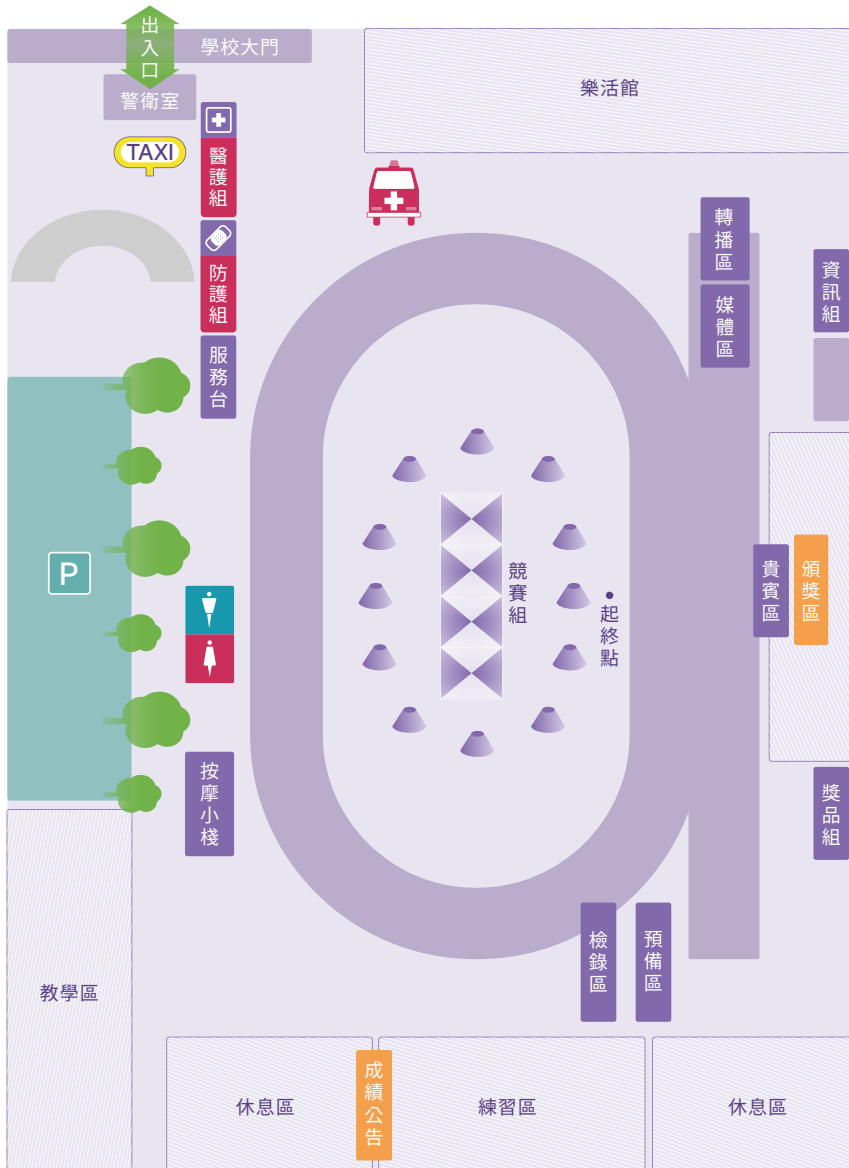 出入口
學校大門
警衛室
TAXI
樂活館
醫護組
防護組
服務台
轉播區
媒體區
資訊組
P
競賽組
起終點
貴賓區
頒獎區
按摩小棧
獎品組
檢錄區
預備區
教學區
休息區
成績公告
練習區
休息區